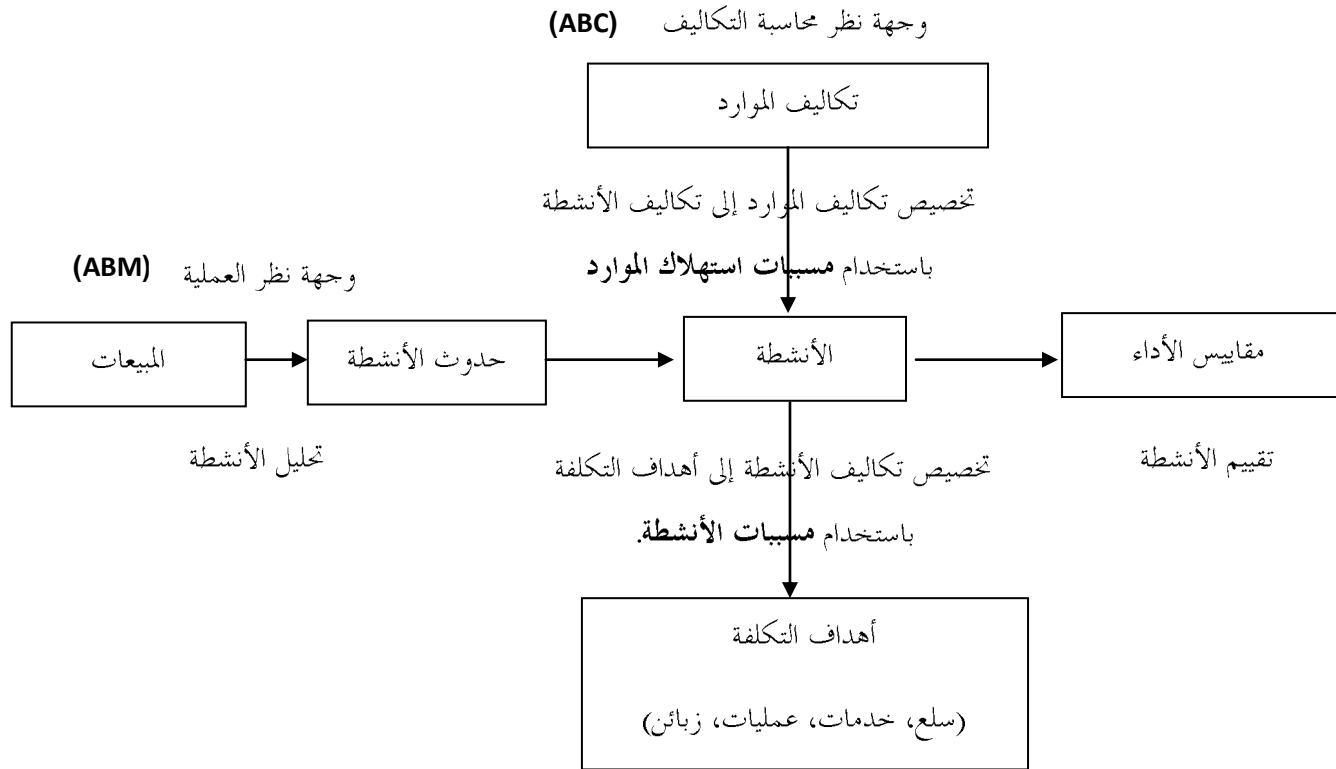 وجهة نظر محاسبة التكاليف (ABC)
تكاليف الموارد
تخصيص تكاليف الموارد إلى تكاليف الأنشطة
باستخدام مسببات استهلاك الموارد
وجهة نظر العملية (ABM)
المبيعات
حدوث الأنشطة
الأنشطة
مقاييس الأداء
تحليل الأنشطة
تخصيص تكاليف الأنشطة إلى أهداف التكلفة
تقييم الأنشطة
باستخدام مسببات الأنشطة.
أهداف التكلفة
(سلع، خدمات، عمليات، زبائن)